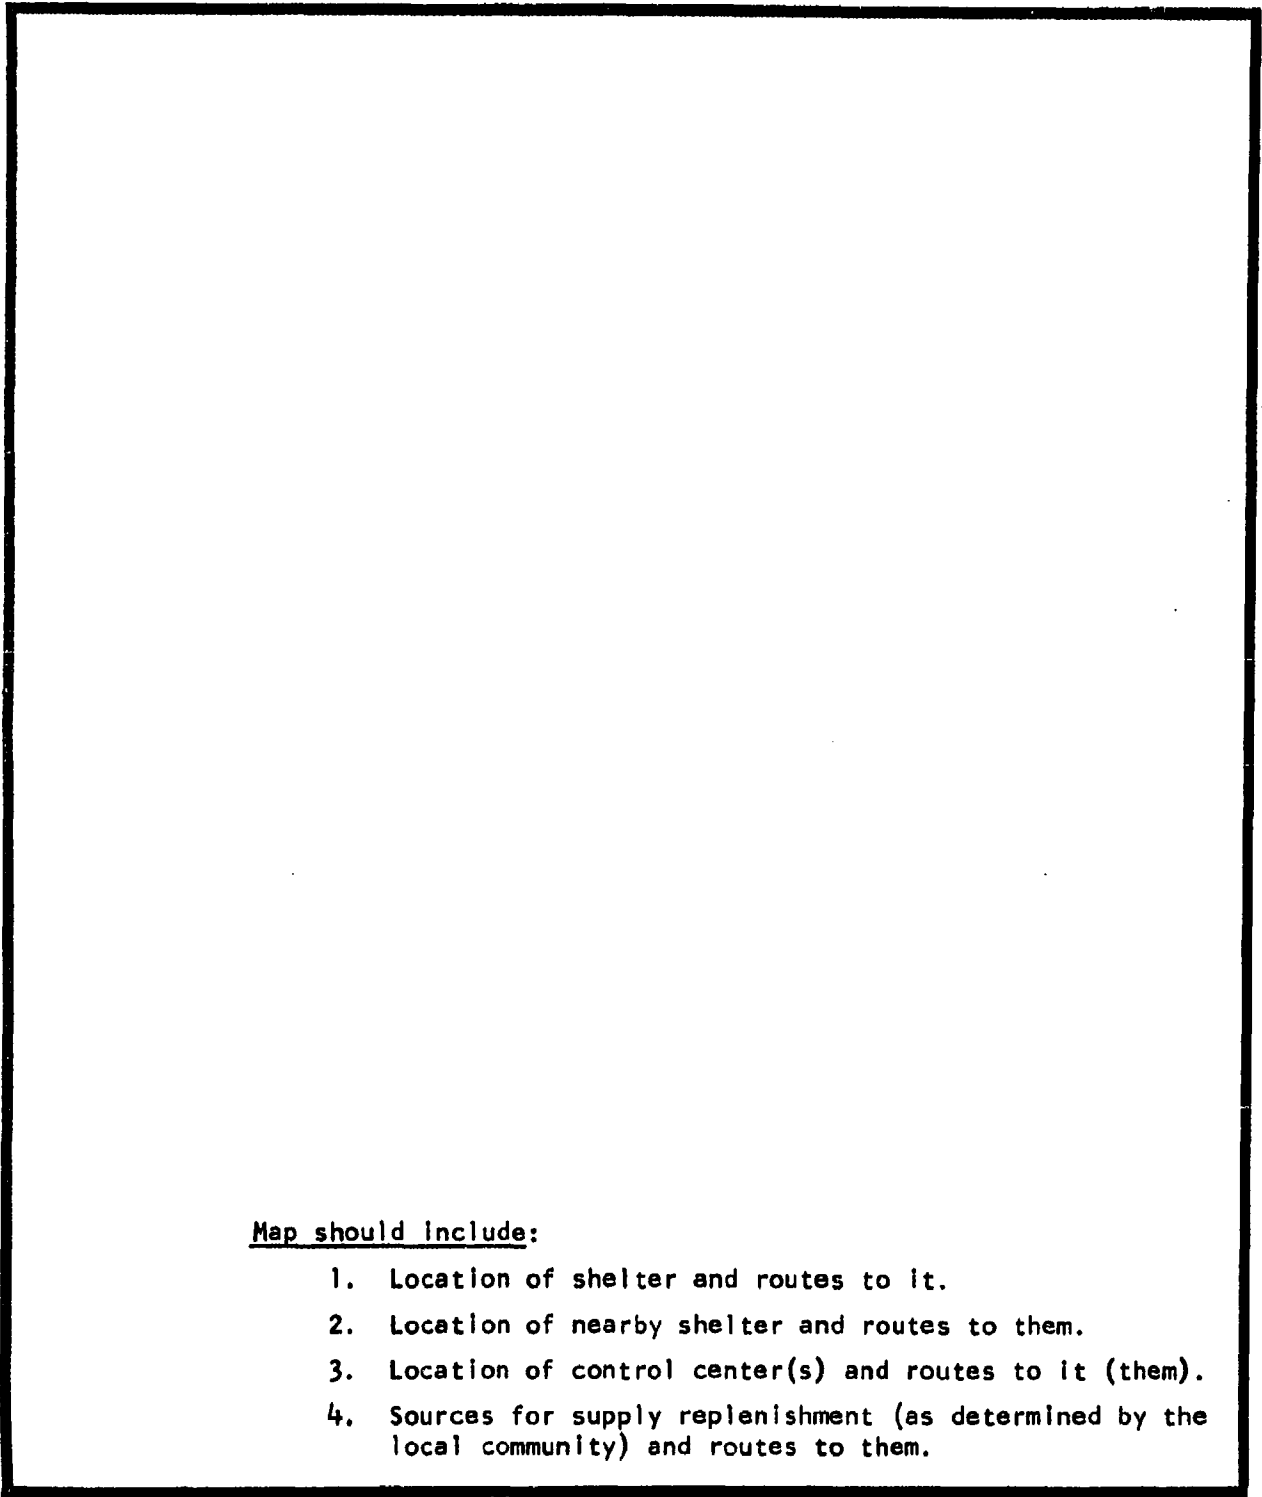 Map should include:
1. Location of shelter and routes to it.
2. Location of nearby shelter and routes to them.
3. Location of control center(s) and routes to it (them).
4. Sources for supply replenishment (as determined by the
local community) and routes to them.